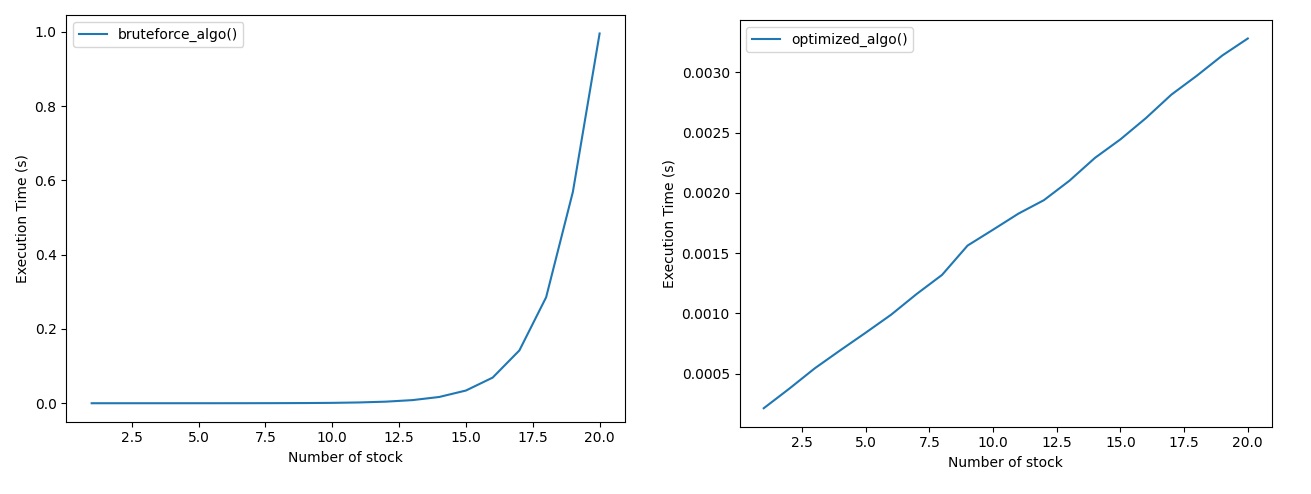 bruteforce_algo()
1.0
0.8
0.6
0.4
0.2
0.0
Execution Time (s)
2.5 5.0 7.5 10.0 12.5 15.0 17.5 20.0
Number of stock
optimized_algo()
0.0030
0.0025
0.0020
0.0015
0.0010
0.0005
Execution Time (s)
2.5 5.0 7.5 10.0 12.5 15.0 17.5 20.0
Number of stock